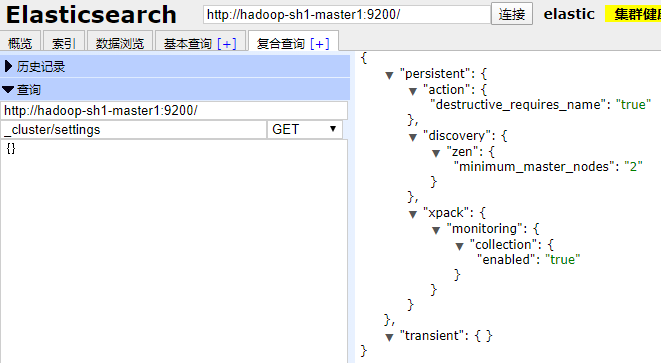 Elasticsearch http://hadoop-sh1-master1:9200/ 连接 elastic 集群健康
概览 索引 数据浏览 基本查询 [+] 复合查询 [+]
历史记录
查询
http://hadoop-sh1-master1:9200/
_cluster/settings GET
{}
{
"persistent": {
"action": {
"destructive_requires_name": "true"
},
"discovery": {
"zen": {
"minimum_master_nodes": "2"
}
},
"xpack": {
"monitoring": {
"collection": {
"enabled": "true"
}
}
}
},
"transient": { }
}